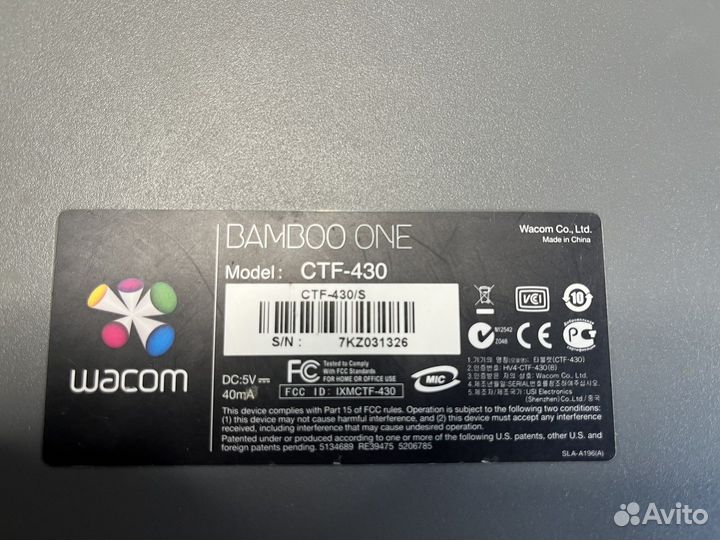 BAMBOO ONE
Wacom Co., Ltd.
Made in China
Model: CTF-430
CTF-430/S
S/N : 7KZ031326
wacom
DC:5V
40mA
FC
Tested to Comply
With FCC Standards
FOR HOME OR OFFICE USE
FCC ID: IXMCTF-430
MIC
VCI
10
N12542
Z048
CE
1.기기의 명칭(모델명): 타블렛(CTF-430)
2.인증번호: HV4-CTF-430(B)
3.인증받은 자의 상호: Wacom Co., Ltd.
4.제조년월일:SERIAL번호를참조하십시오
5.제조자/제조국가: USI Electronics
(Shenzhen)Co.,Ltd/중국
This device complies with Part 15 of FCC rules. Operation is subject to the following two conditions:
(1) this device may not cause harmful interference, and (2) this device must accept any interference
received, including interference that may cause undesired operation.
Patented under or produced according to one or more of the following U.S. patents, other U.S. and
foreign patents pending. 5134689 RE39475 5206785
SLA-A196(A)
Avito